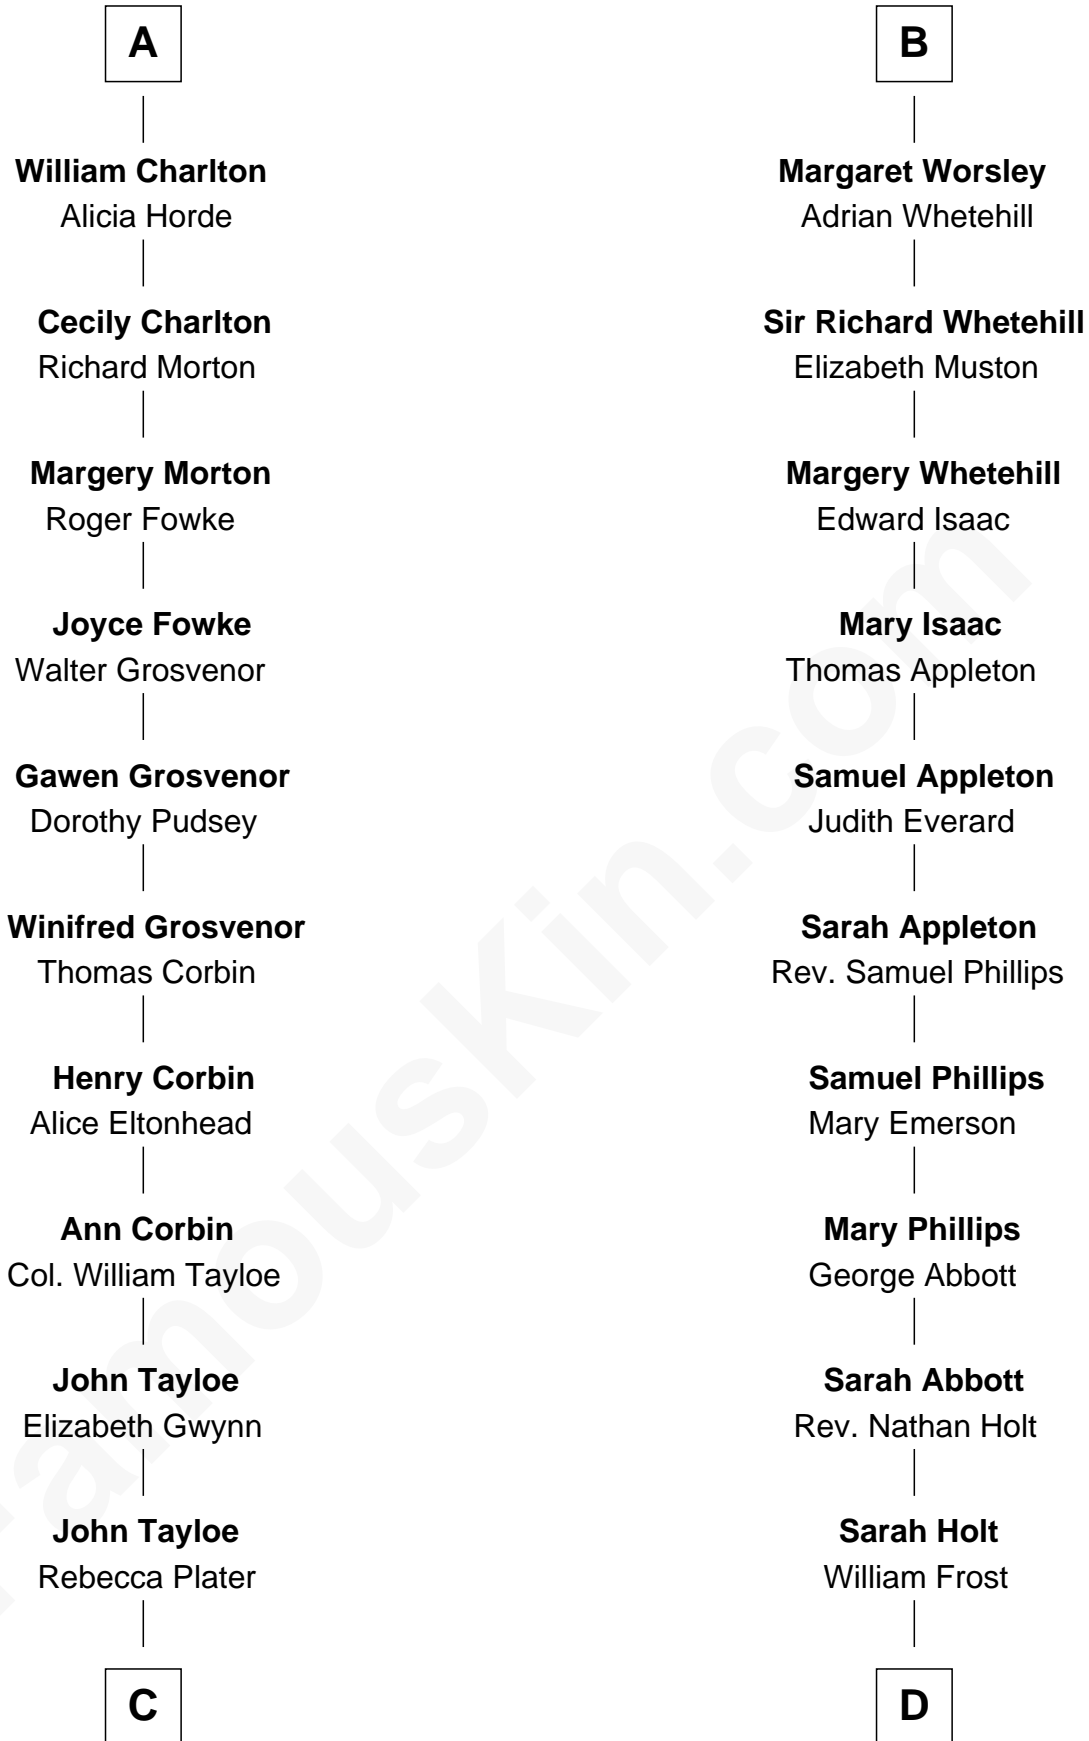 A
William Charlton
Alicia Horde
Cecily Charlton
Richard Morton
Margery Morton
Roger Fowke
Joyce Fowke
Walter Grosvenor
Gawen Grosvenor
Dorothy Pudsey
Winifred Grosvenor
Thomas Corbin
Henry Corbin
Alice Eltonhead
Ann Corbin
Col. William Tayloe
John Tayloe
Elizabeth Gwynn
John Tayloe
Rebecca Plater
C
B
Margaret Worsley
Adrian Whetehill
Sir Richard Whetehill
Elizabeth Muston
Margery Whetehill
Edward Isaac
Mary Isaac
Thomas Appleton
Samuel Appleton
Judith Everard
Sarah Appleton
Rev. Samuel Phillips
Samuel Phillips
Mary Emerson
Mary Phillips
George Abbott
Sarah Abbott
Rev. Nathan Holt
Sarah Holt
William Frost
D
FamousKin.com